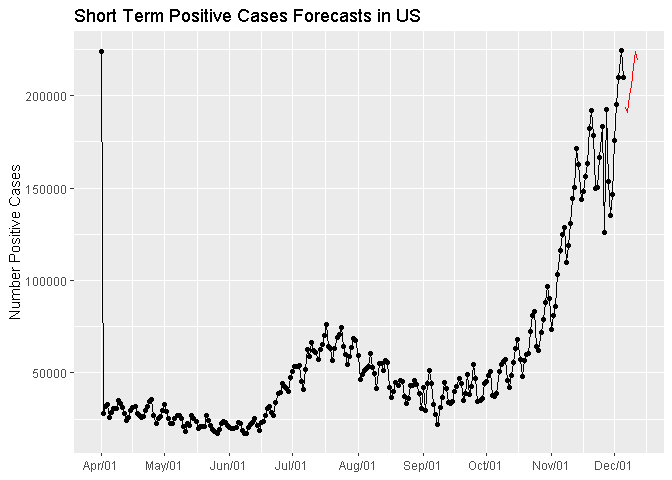 Short Term Positive Cases Forecasts in US
Number Positive Cases
200000
150000
100000
50000
Apr/01 May/01 Jun/01 Jul/01 Aug/01 Sep/01 Oct/01 Nov/01 Dec/01